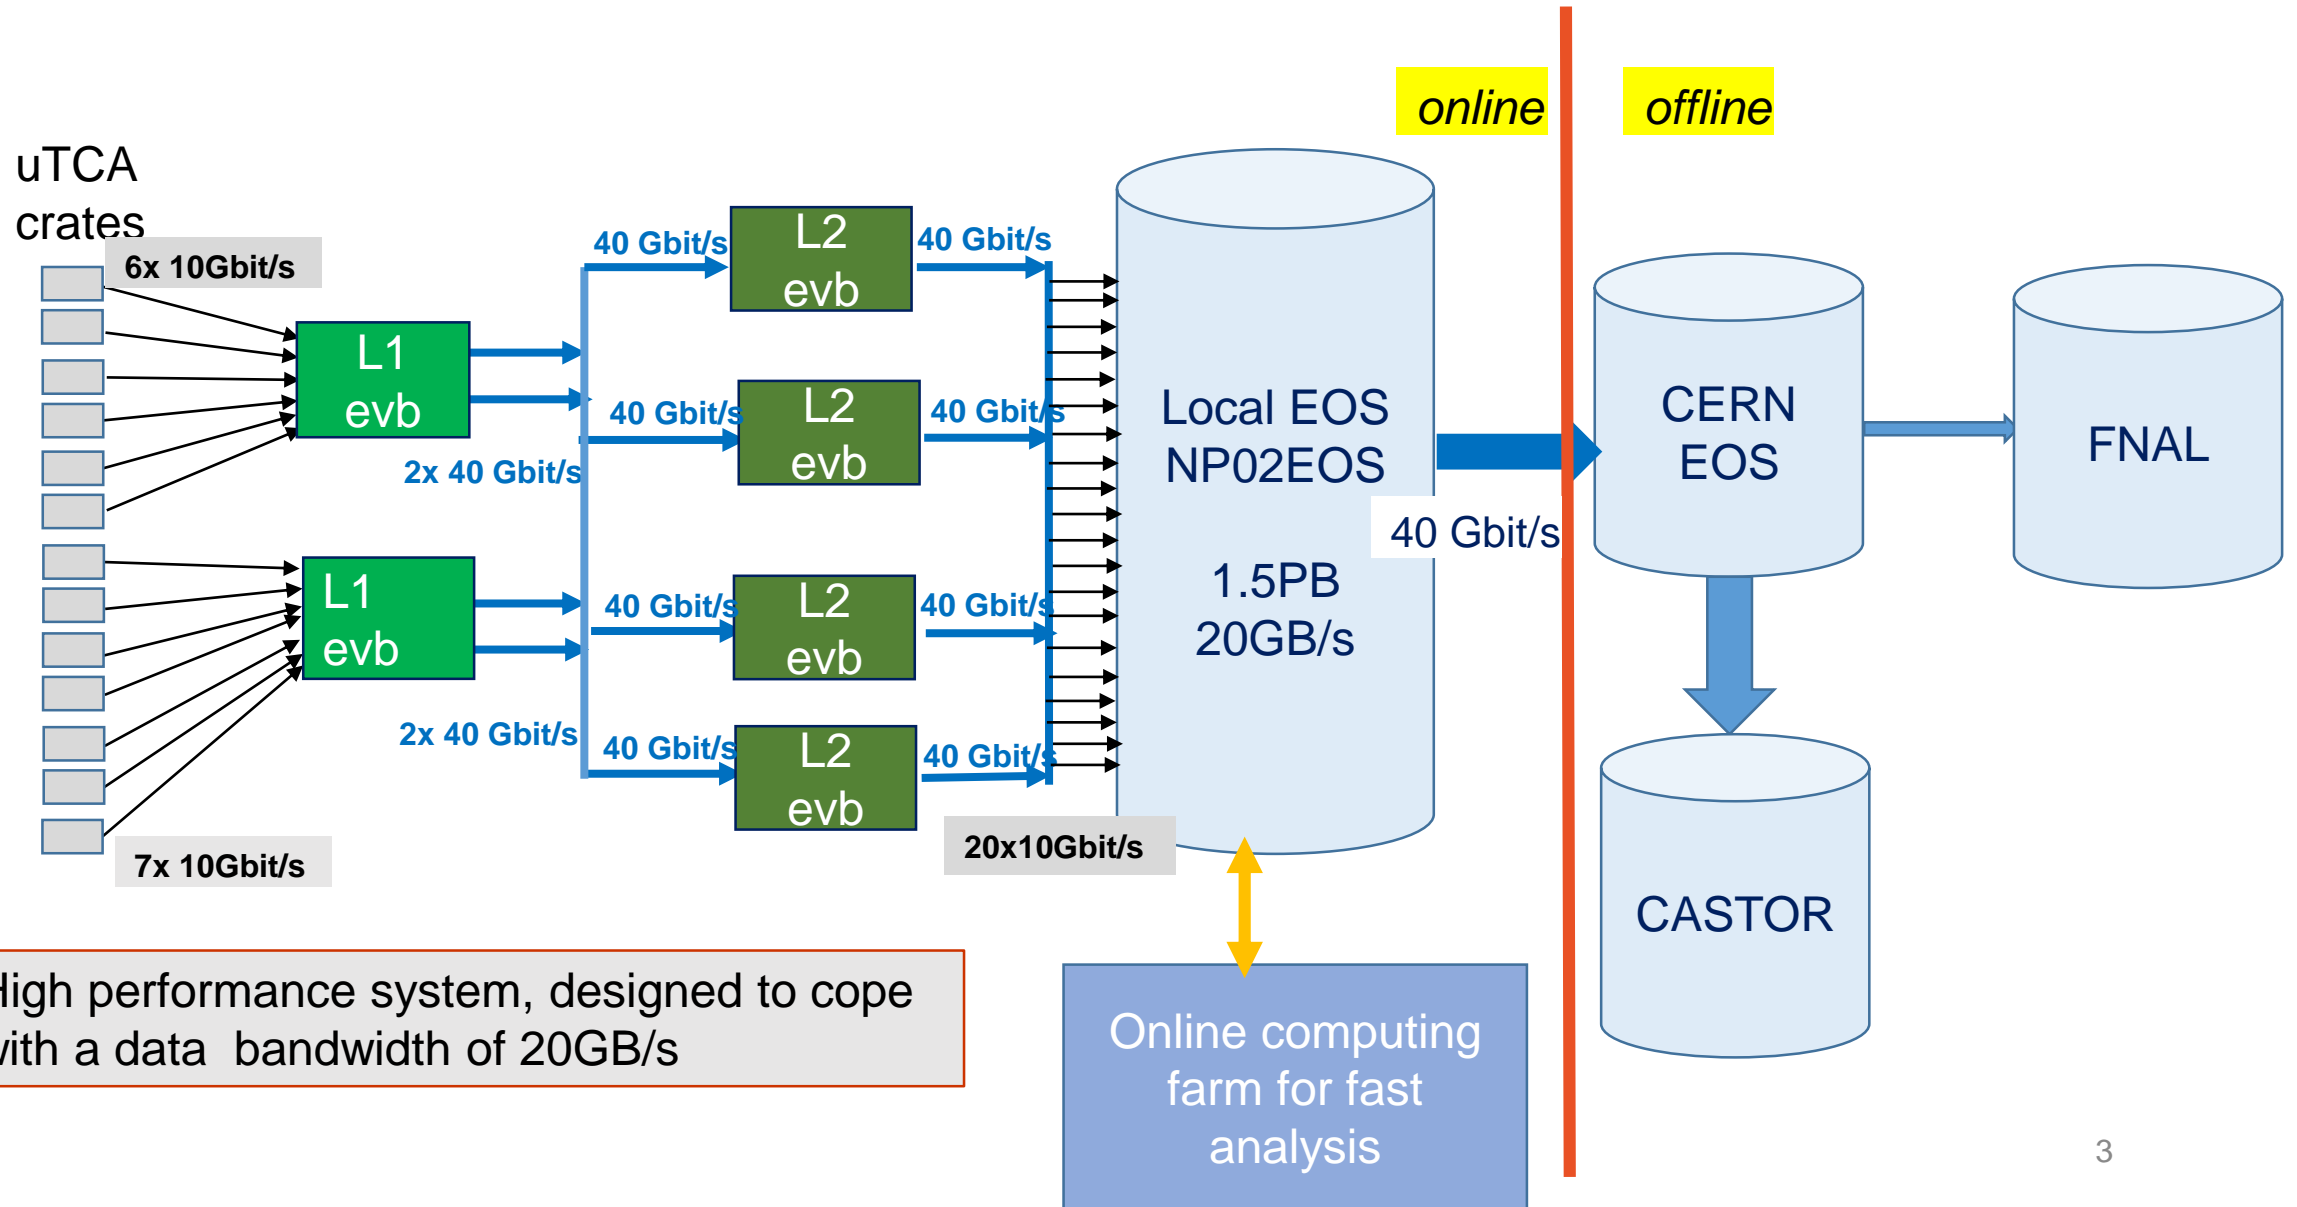 online
offline
uTCA
crates
6x 10Gbit/s
L1
evb
2x 40 Gbit/s
L1
evb
2x 40 Gbit/s
7x 10Gbit/s
40 Gbit/s
L2
evb
40 Gbit/s
40 Gbit/s
L2
evb
40 Gbit/s
40 Gbit/s
L2
evb
40 Gbit/s
40 Gbit/s
L2
evb
40 Gbit/s
20x10Gbit/s
Local EOS
NP02EOS
1.5PB
20GB/s
40 Gbit/s
CERN
EOS
FNAL
CASTOR
High performance system, designed to cope
with a data bandwidth of 20GB/s
Online computing
farm for fast
analysis
3